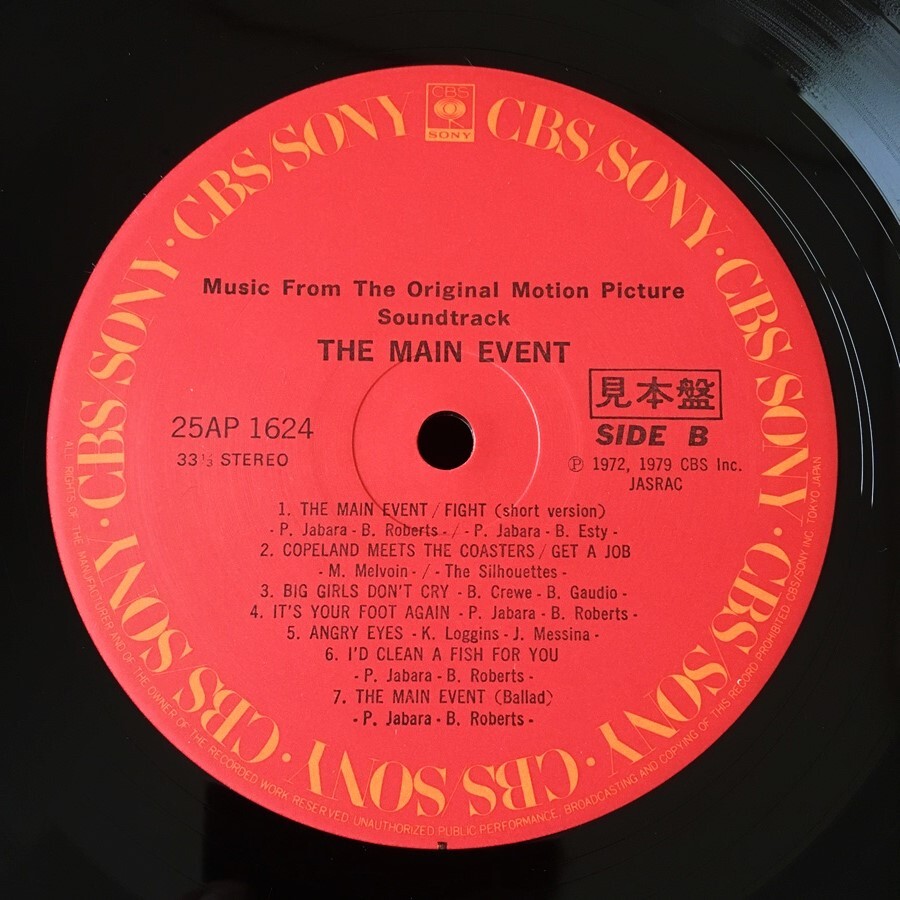 CBS
SONY
CBS/SONY · CBS/SONY · CBS/SONY · CBS/SONY · CBS/SONY · CBS/SONY · CBS/SONY · CBS/SONY
Music From The Original Motion Picture
Soundtrack
THE MAIN EVENT
見本盤
25AP 1624
SIDE B
33⅓ STEREO
Ⓟ 1972, 1979 CBS Inc.
JASRAC
1. THE MAIN EVENT / FIGHT (short version)
- P. Jabara - B. Roberts - / - P. Jabara - B. Esty -
2. COPELAND MEETS THE COASTERS / GET A JOB
- M. Melvoin - / - The Silhouettes -
3. BIG GIRLS DON'T CRY - B. Crewe - B. Gaudio -
4. IT'S YOUR FOOT AGAIN - P. Jabara - B. Roberts -
5. ANGRY EYES - K. Loggins - J. Messina -
6. I'D CLEAN A FISH FOR YOU
- P. Jabara - B. Roberts -
7. THE MAIN EVENT (Ballad)
- P. Jabara - B. Roberts -
ALL RIGHTS OF THE MANUFACTURER AND OF THE OWNER OF THE RECORDED WORK RESERVED. UNAUTHORIZED PUBLIC PERFORMANCE, BROADCASTING AND COPYING OF THIS RECORD PROHIBITED CBS/SONY INC. TOKYO JAPAN